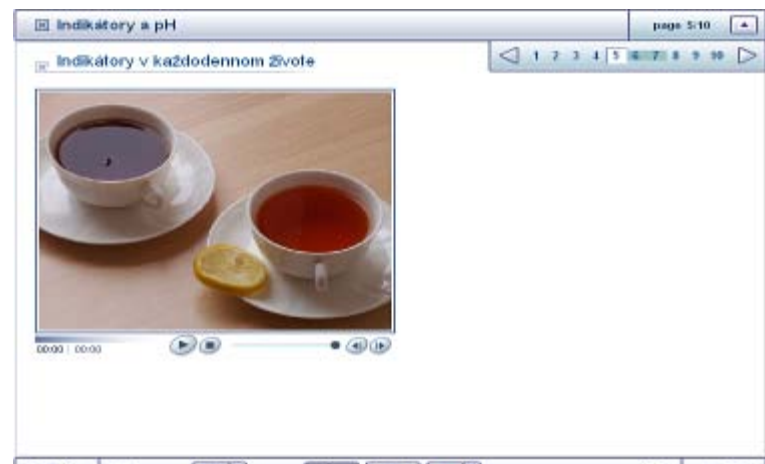 Indikátory a pH
page 5/10
Indikátory v každodennom živote
1 2 3 4 5 6 7 8 9 10
00:00 | 00:00